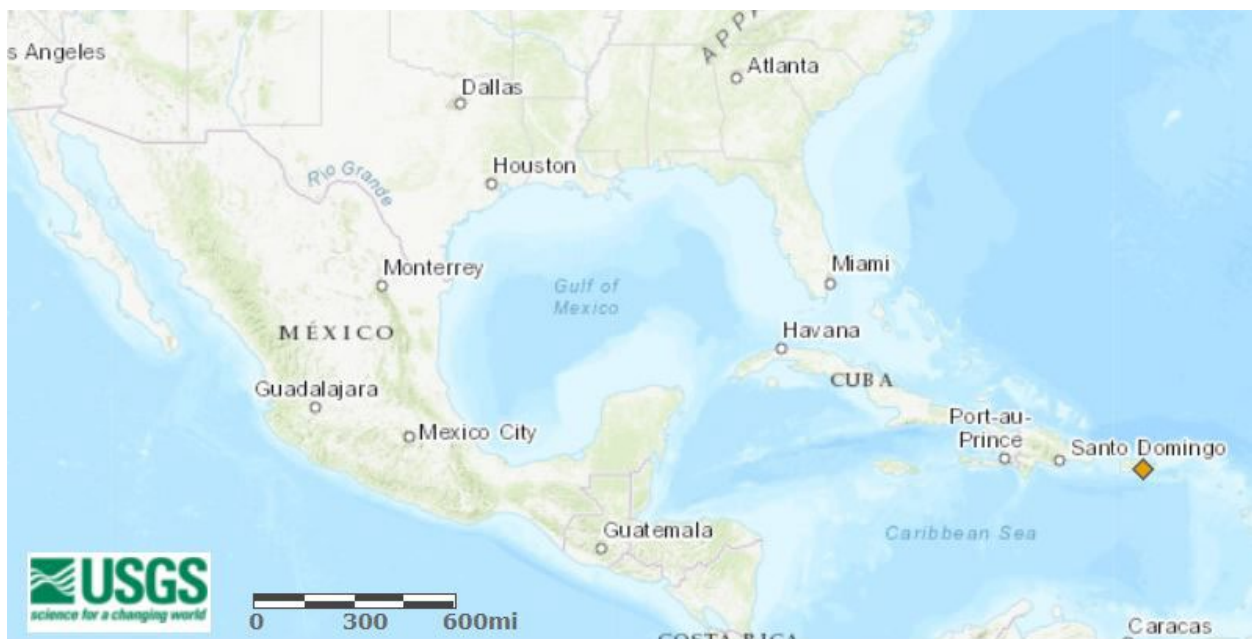 s Angeles
APP
Atlanta
Dallas
Houston
Rio Grande
Monterrey
Miami
Gulf of
Mexico
MÉXICO
Havana
CUBA
Guadalajara
Mexico City
Port-au-
Prince
Santo Domingo
Guatemala
Caribbean Sea
USGS
science for a changing world
0 300 600mi
COSTA RICA
Caracas